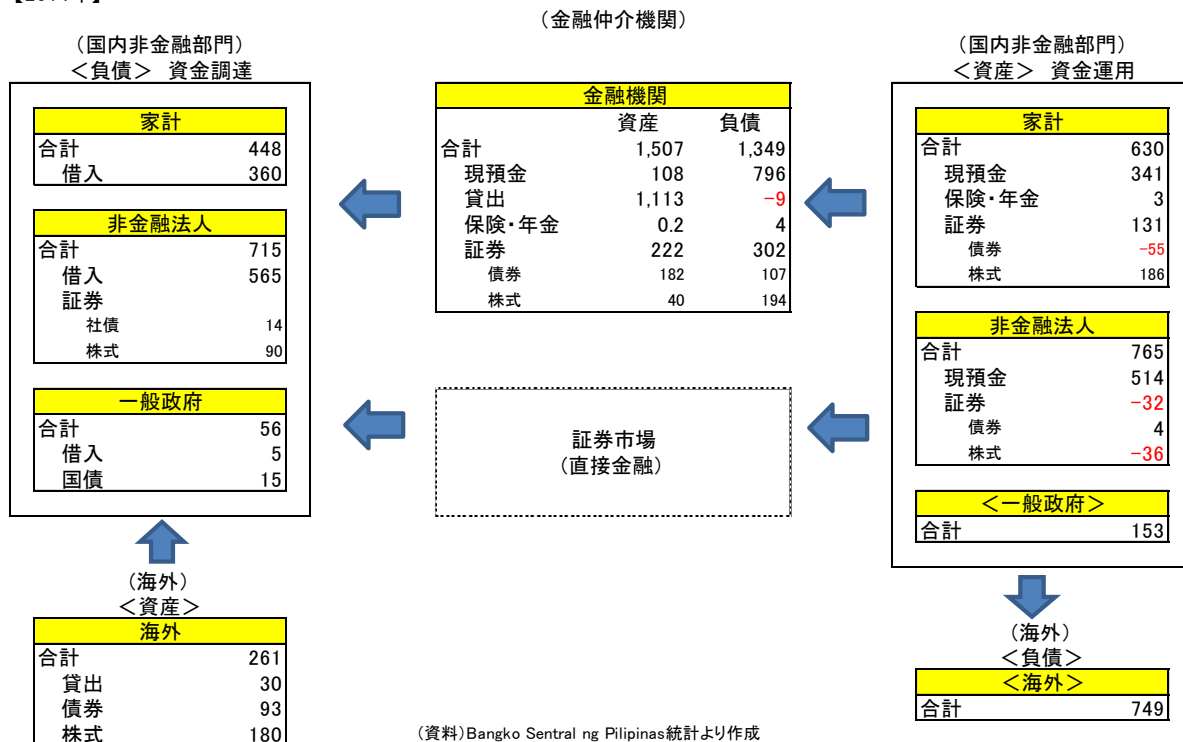 （金融仲介機関）
（国内非金融部門）
＜負債＞ 資金調達
家計
合計 448
借入 360
非金融法人
合計 715
借入 565
証券
社債 14
株式 90
一般政府
合計 56
借入 5
国債 15
（海外）
＜資産＞
海外
合計 261
貸出 30
債券 93
株式 180
金融機関
資産 負債
合計 1,507 1,349
現預金 108 796
貸出 1,113 -9
保険・年金 0.2 4
証券 222 302
債券 182 107
株式 40 194
証券市場
（直接金融）
（国内非金融部門）
＜資産＞ 資金運用
家計
合計 630
現預金 341
保険・年金 3
証券 131
債券 -55
株式 186
非金融法人
合計 765
現預金 514
証券 -32
債券 4
株式 -36
＜一般政府＞
合計 153
（海外）
＜負債＞
＜海外＞
合計 749
（資料）Bangko Sentral ng Pilipinas統計より作成